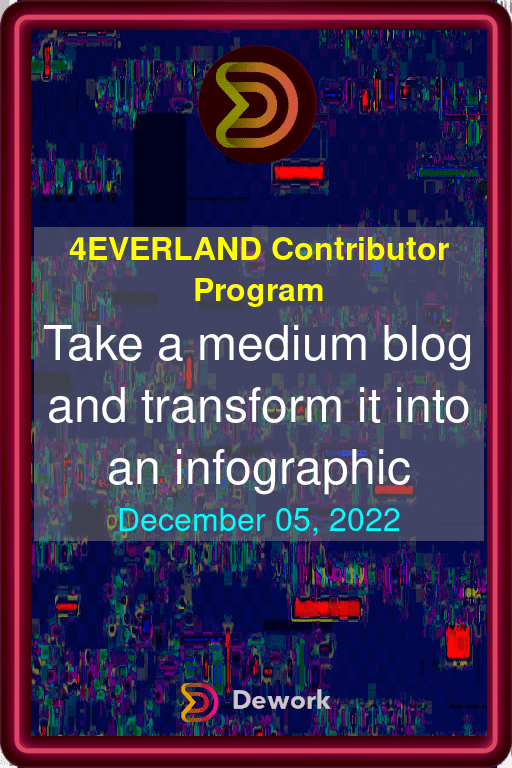 4EVERLAND Contributor
Program
Take a medium blog
and transform it into
an infographic
December 05, 2022
Dework